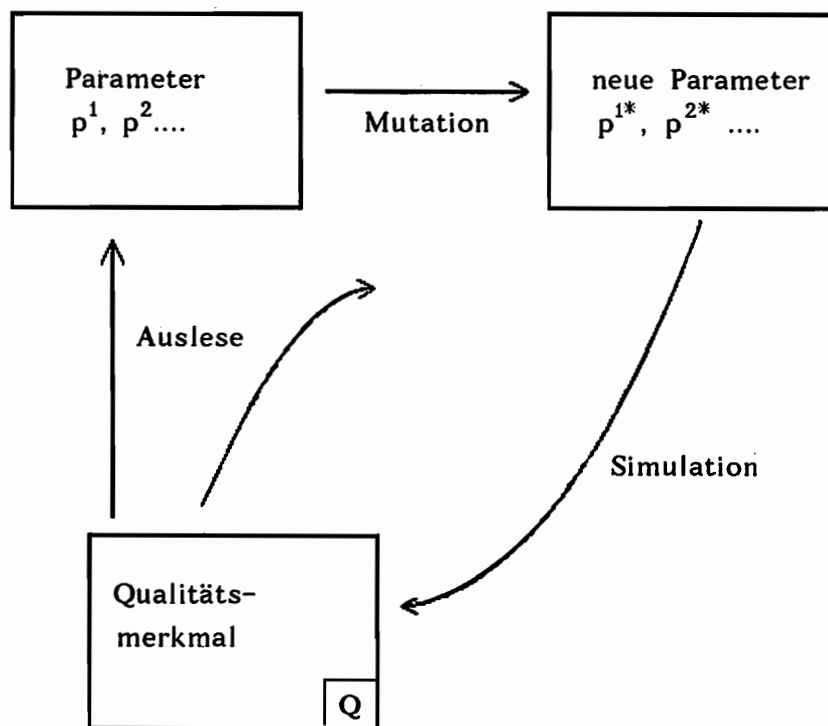 Parameter
p¹, p²....
Mutation
neue Parameter
p¹*, p²* ....
Auslese
Simulation
Qualitäts-
merkmal
Q